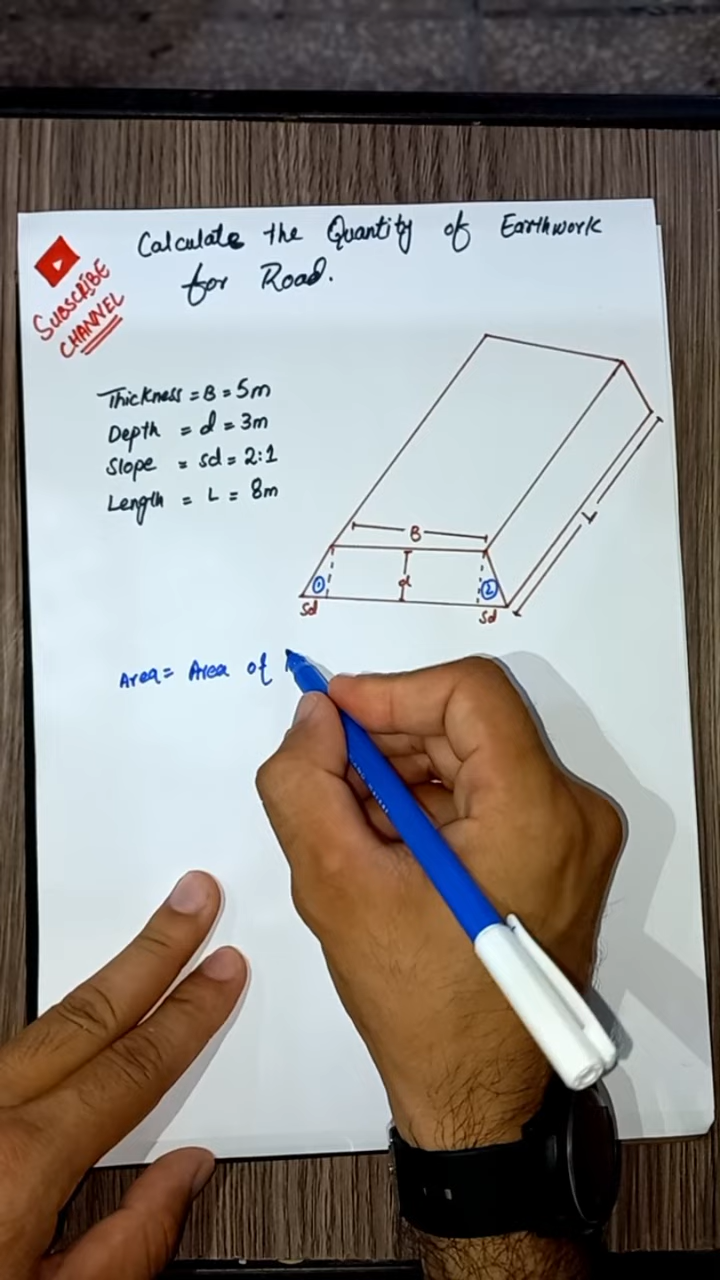 Calculate the Quantity of Earthwork
for Road.
SUBSCRIBE
CHANNEL
Thickness = B = 5m
Depth = d = 3m
Slope = sd = 2:1
Length = L = 8m
B
L
d
1
2
Sd
Sd
Area = Area of